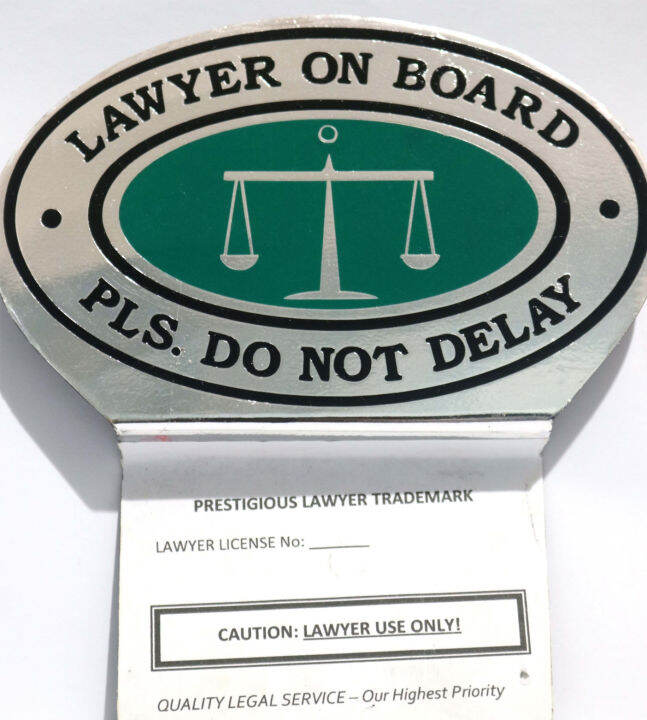 LAWYER ON BOARD
PLS. DO NOT DELAY
PRESTIGIOUS LAWYER TRADEMARK
LAWYER LICENSE No: _______
CAUTION: LAWYER USE ONLY!
QUALITY LEGAL SERVICE – Our Highest Priority